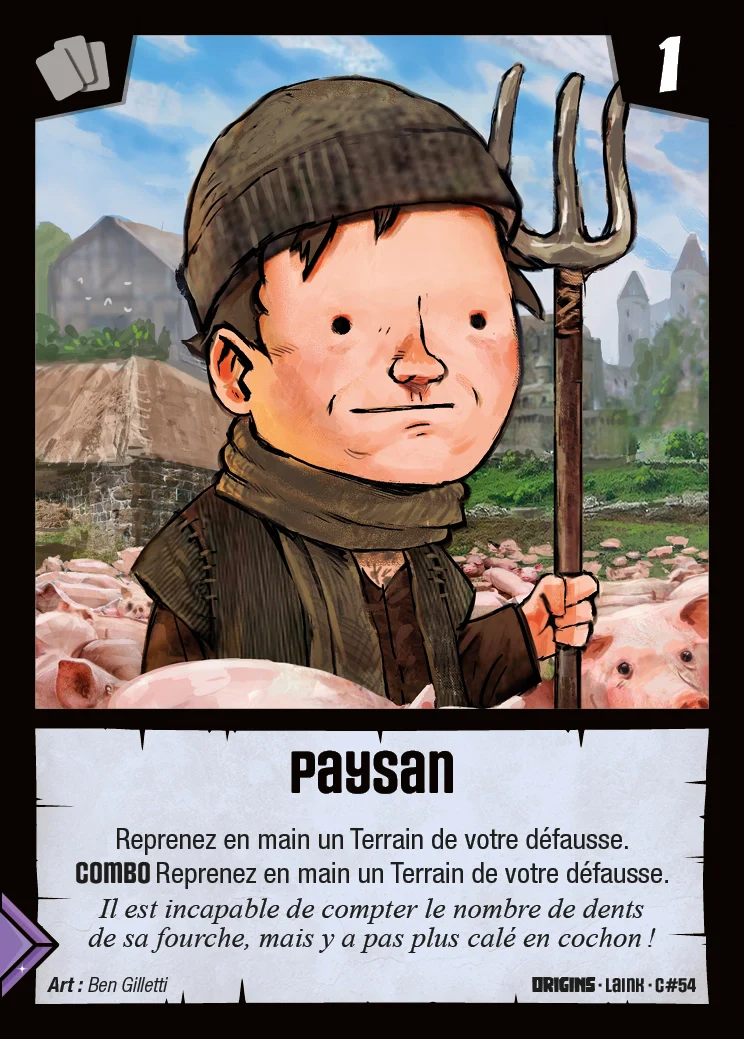 1
Paysan
Reprenez en main un Terrain de votre défausse.
COMBO Reprenez en main un Terrain de votre défausse.
Il est incapable de compter le nombre de dents
de sa fourche, mais y a pas plus calé en cochon !
Art : Ben Gilletti
ORIGINS · LAINK · C#54